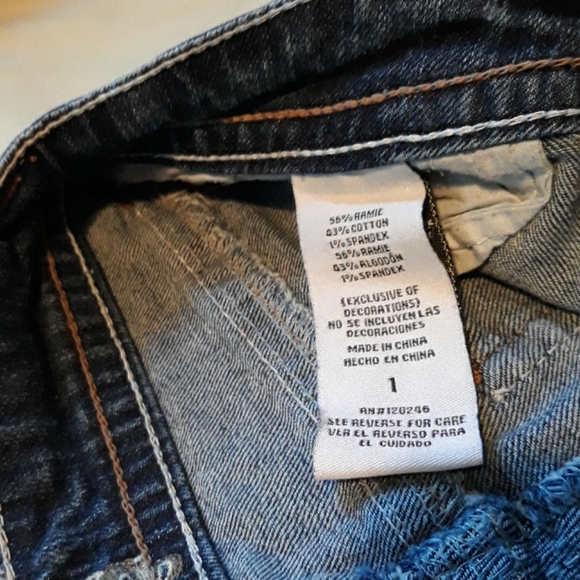 56% RAMIE
43% COTTON
1% SPANDEX
56% RAMIE
43% ALGODÓN
1% SPANDEX
(EXCLUSIVE OF
DECORATIONS)
NO SE INCLUYEN LAS
DECORACIONES
MADE IN CHINA
HECHO EN CHINA
1
RN#120246
SEE REVERSE FOR CARE
VER EL REVERSO PARA
EL CUIDADO